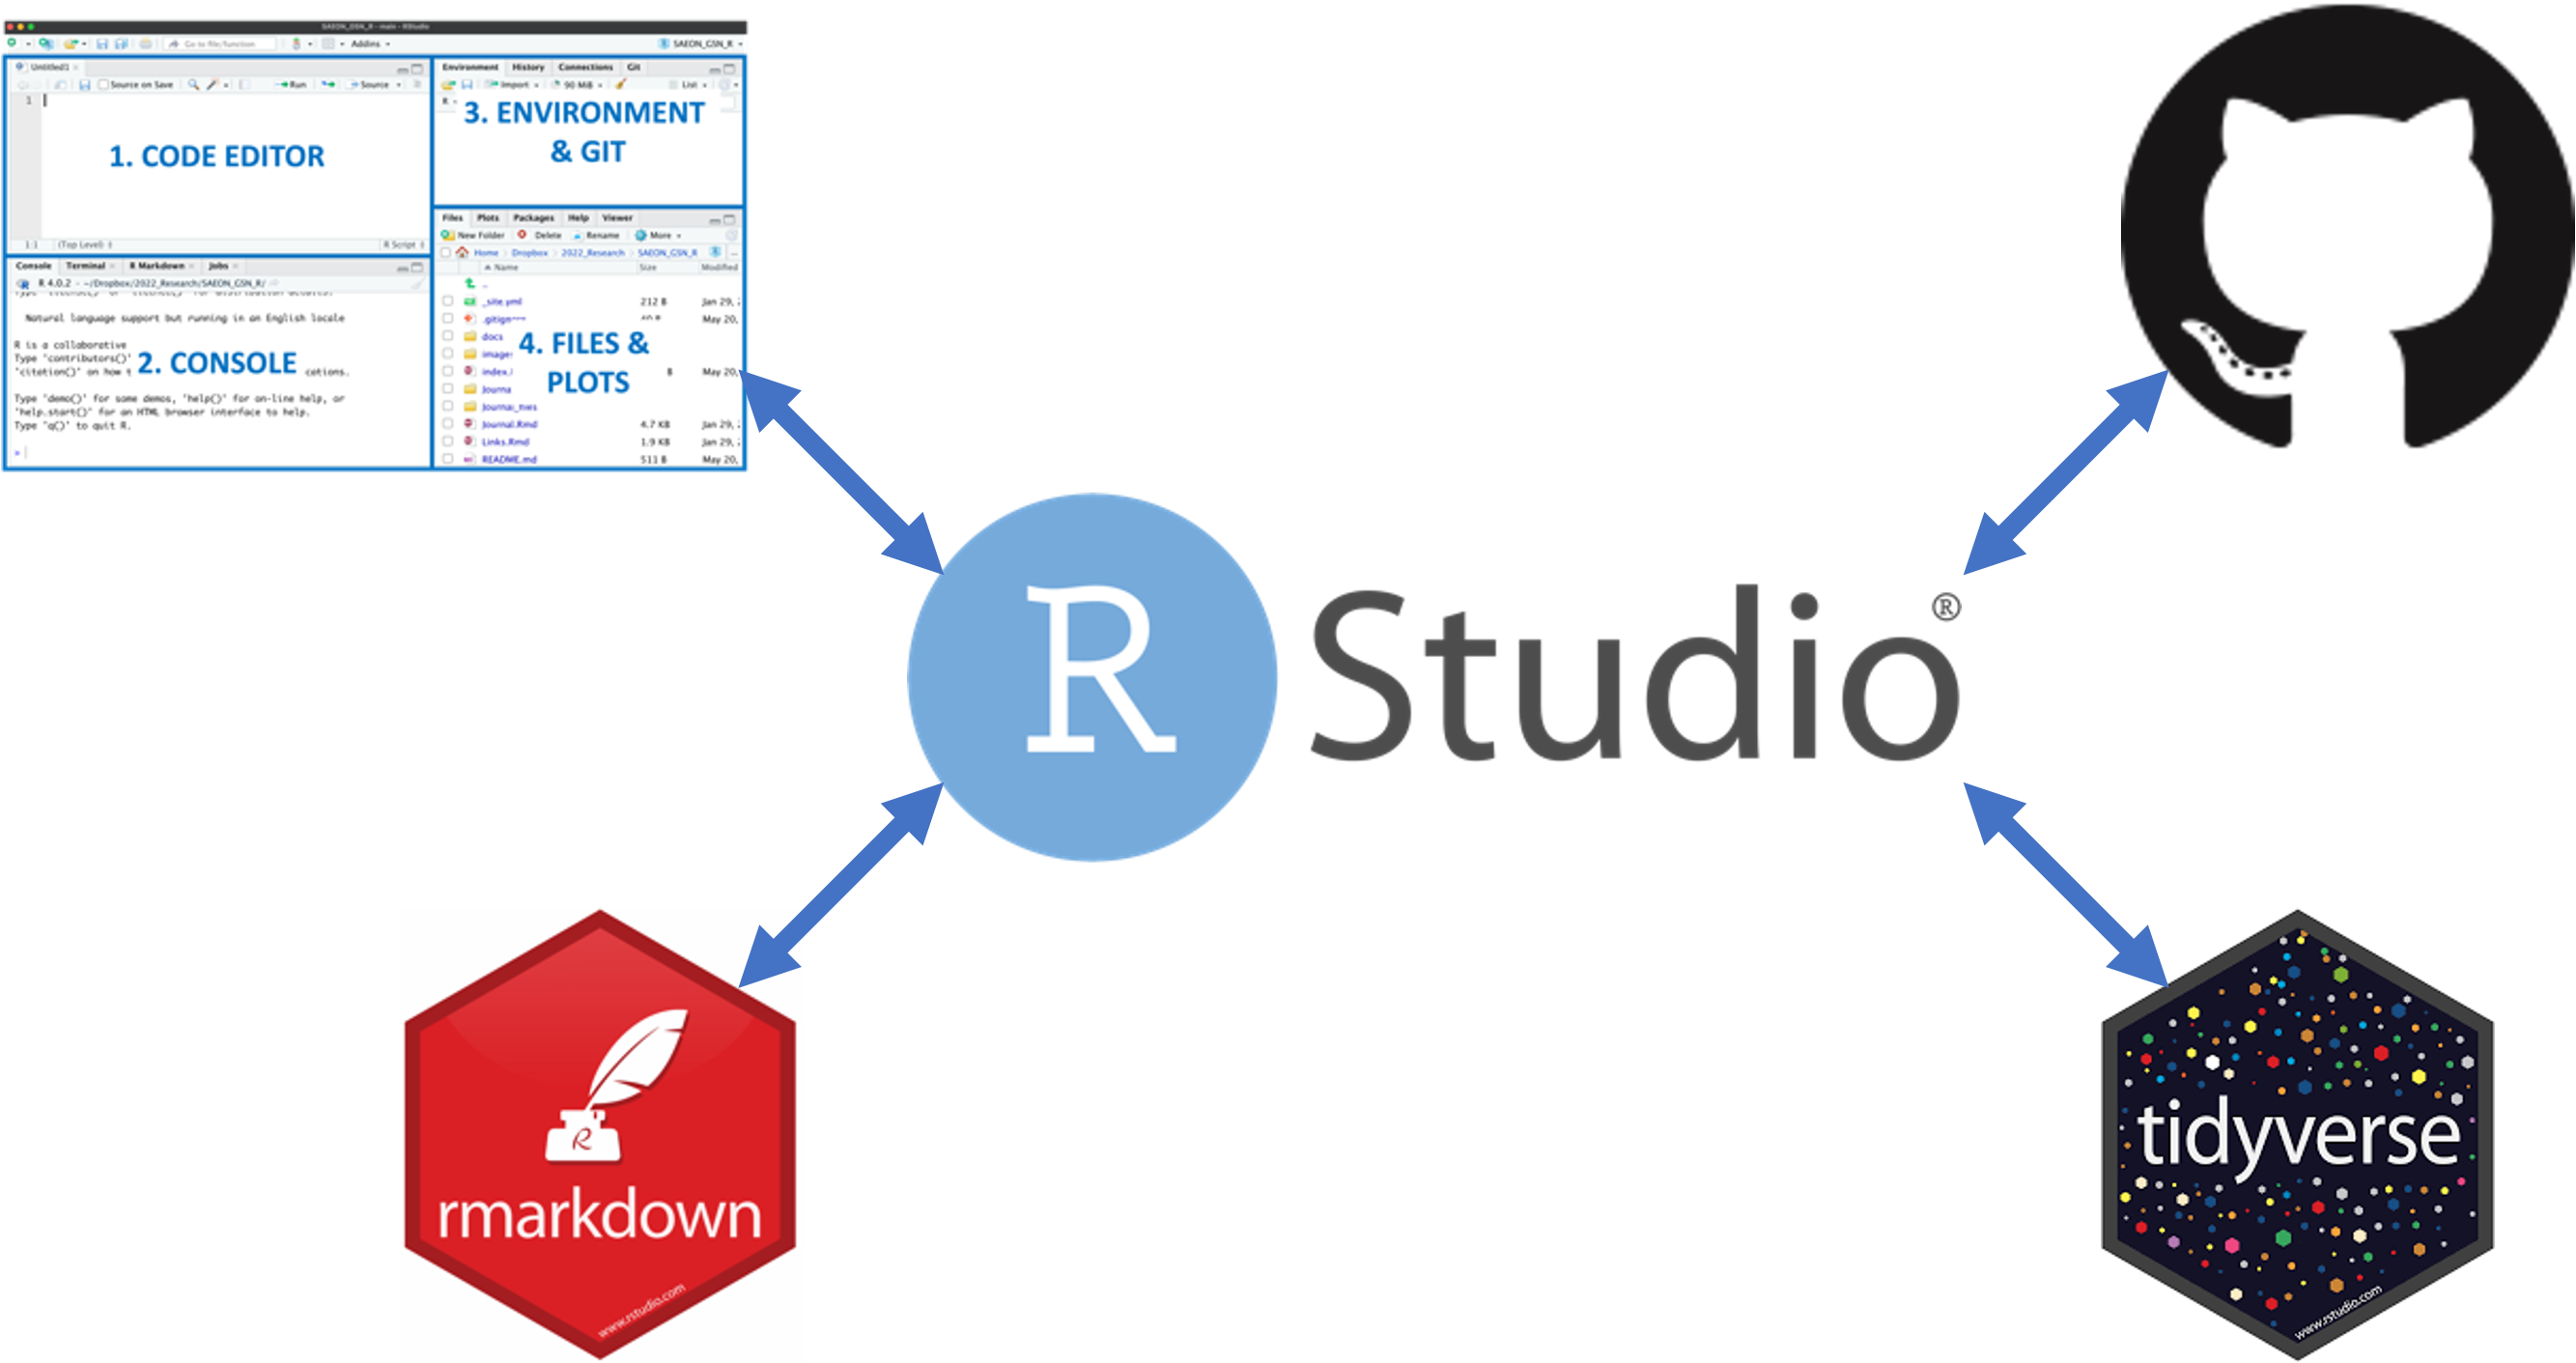 SAEON_GSN_R - main - RStudio
Go to file/function
Addins
SAEON_GSN_R
Untitled1
Source on Save
Run
Source
1
1. CODE EDITOR
1:1
(Top Level)
R Script
Console
Terminal
R Markdown
Jobs
R 4.0.2 · ~/Dropbox/2022_Research/SAEON_GSN_R/
Natural language support but running in an English locale
R is a collaborative
Type 'contributors()'
'citation()' on how t
cations.
2. CONSOLE
Type 'demo()' for some demos, 'help()' for on-line help, or
'help.start()' for an HTML browser interface to help.
Type 'q()' to quit R.
>
Environment
History
Connections
Git
Import
90 MiB
List
R
3. ENVIRONMENT
& GIT
Files
Plots
Packages
Help
Viewer
New Folder
Delete
Rename
More
Home
Dropbox
2022_Research
SAEON_GSN_R
Name
Size
Modified
_site.yml
212 B
Jan 29,
.gitign
May 20,
docs
image
index.
B
May 20,
Journa
Journal.Rmd
4.7 KB
Jan 29,
Links.Rmd
1.9 KB
Jan 29,
README.md
511 B
May 20,
4. FILES &
PLOTS
R Studio®
R
rmarkdown
www.rstudio.com
tidyverse
www.rstudio.com